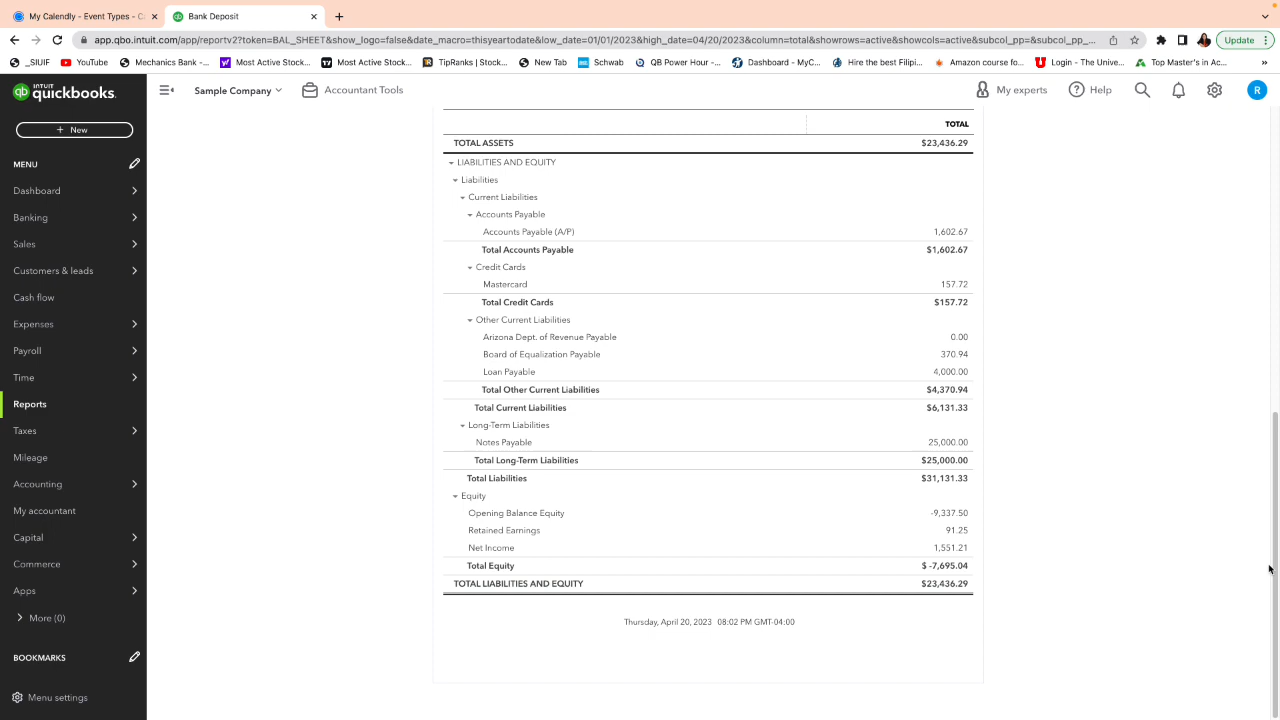 My Calendly - Event Types - C
Bank Deposit
app.qbo.intuit.com/app/reportv2?token=BAL_SHEET&show_logo=false&date_macro=thisyeartodate&low_date=01/01/2023&high_date=04/20/2023&column=total&showrows=active&showcols=active&subcol_pp=&subcol_pp_...
Update
_SIUIF
YouTube
Mechanics Bank -...
Most Active Stock...
Most Active Stock...
TipRanks | Stock...
New Tab
Schwab
QB Power Hour -...
Dashboard - MyC...
Hire the best Filipi...
Amazon course fo...
Login - The Unive...
Top Master's in Ac...
»
INTUIT
quickbooks.
Sample Company
Accountant Tools
My experts
Help
R
+ New
MENU
Dashboard
Banking
Sales
Customers & leads
Cash flow
Expenses
Payroll
Time
Reports
Taxes
Mileage
Accounting
My accountant
Capital
Commerce
Apps
More (0)
BOOKMARKS
Menu settings
TOTAL
TOTAL ASSETS $23,436.29
LIABILITIES AND EQUITY
Liabilities
Current Liabilities
Accounts Payable
Accounts Payable (A/P) 1,602.67
Total Accounts Payable $1,602.67
Credit Cards
Mastercard 157.72
Total Credit Cards $157.72
Other Current Liabilities
Arizona Dept. of Revenue Payable 0.00
Board of Equalization Payable 370.94
Loan Payable 4,000.00
Total Other Current Liabilities $4,370.94
Total Current Liabilities $6,131.33
Long-Term Liabilities
Notes Payable 25,000.00
Total Long-Term Liabilities $25,000.00
Total Liabilities $31,131.33
Equity
Opening Balance Equity -9,337.50
Retained Earnings 91.25
Net Income 1,551.21
Total Equity $ -7,695.04
TOTAL LIABILITIES AND EQUITY $23,436.29
Thursday, April 20, 2023 08:02 PM GMT-04:00